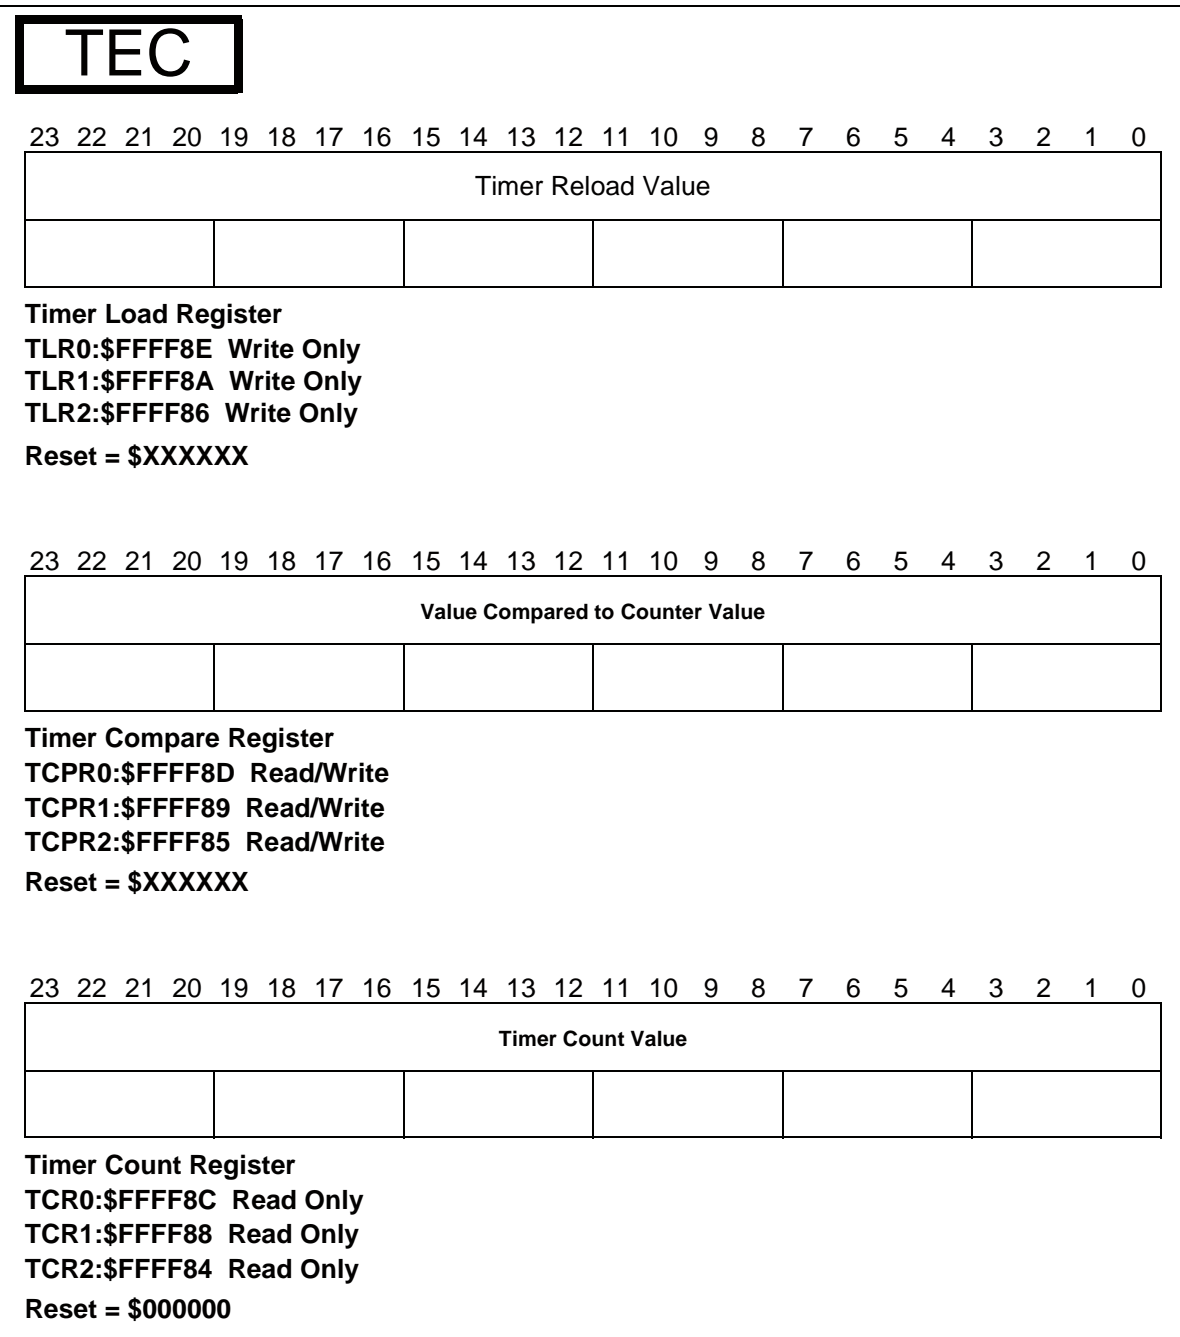 TEC
23 22 21 20 19 18 17 16 15 14 13 12 11 10 9 8 7 6 5 4 3 2 1 0
Timer Reload Value
Timer Load Register
TLR0:$FFFF8E Write Only
TLR1:$FFFF8A Write Only
TLR2:$FFFF86 Write Only
Reset = $XXXXXX
23 22 21 20 19 18 17 16 15 14 13 12 11 10 9 8 7 6 5 4 3 2 1 0
Value Compared to Counter Value
Timer Compare Register
TCPR0:$FFFF8D Read/Write
TCPR1:$FFFF89 Read/Write
TCPR2:$FFFF85 Read/Write
Reset = $XXXXXX
23 22 21 20 19 18 17 16 15 14 13 12 11 10 9 8 7 6 5 4 3 2 1 0
Timer Count Value
Timer Count Register
TCR0:$FFFF8C Read Only
TCR1:$FFFF88 Read Only
TCR2:$FFFF84 Read Only
Reset = $000000